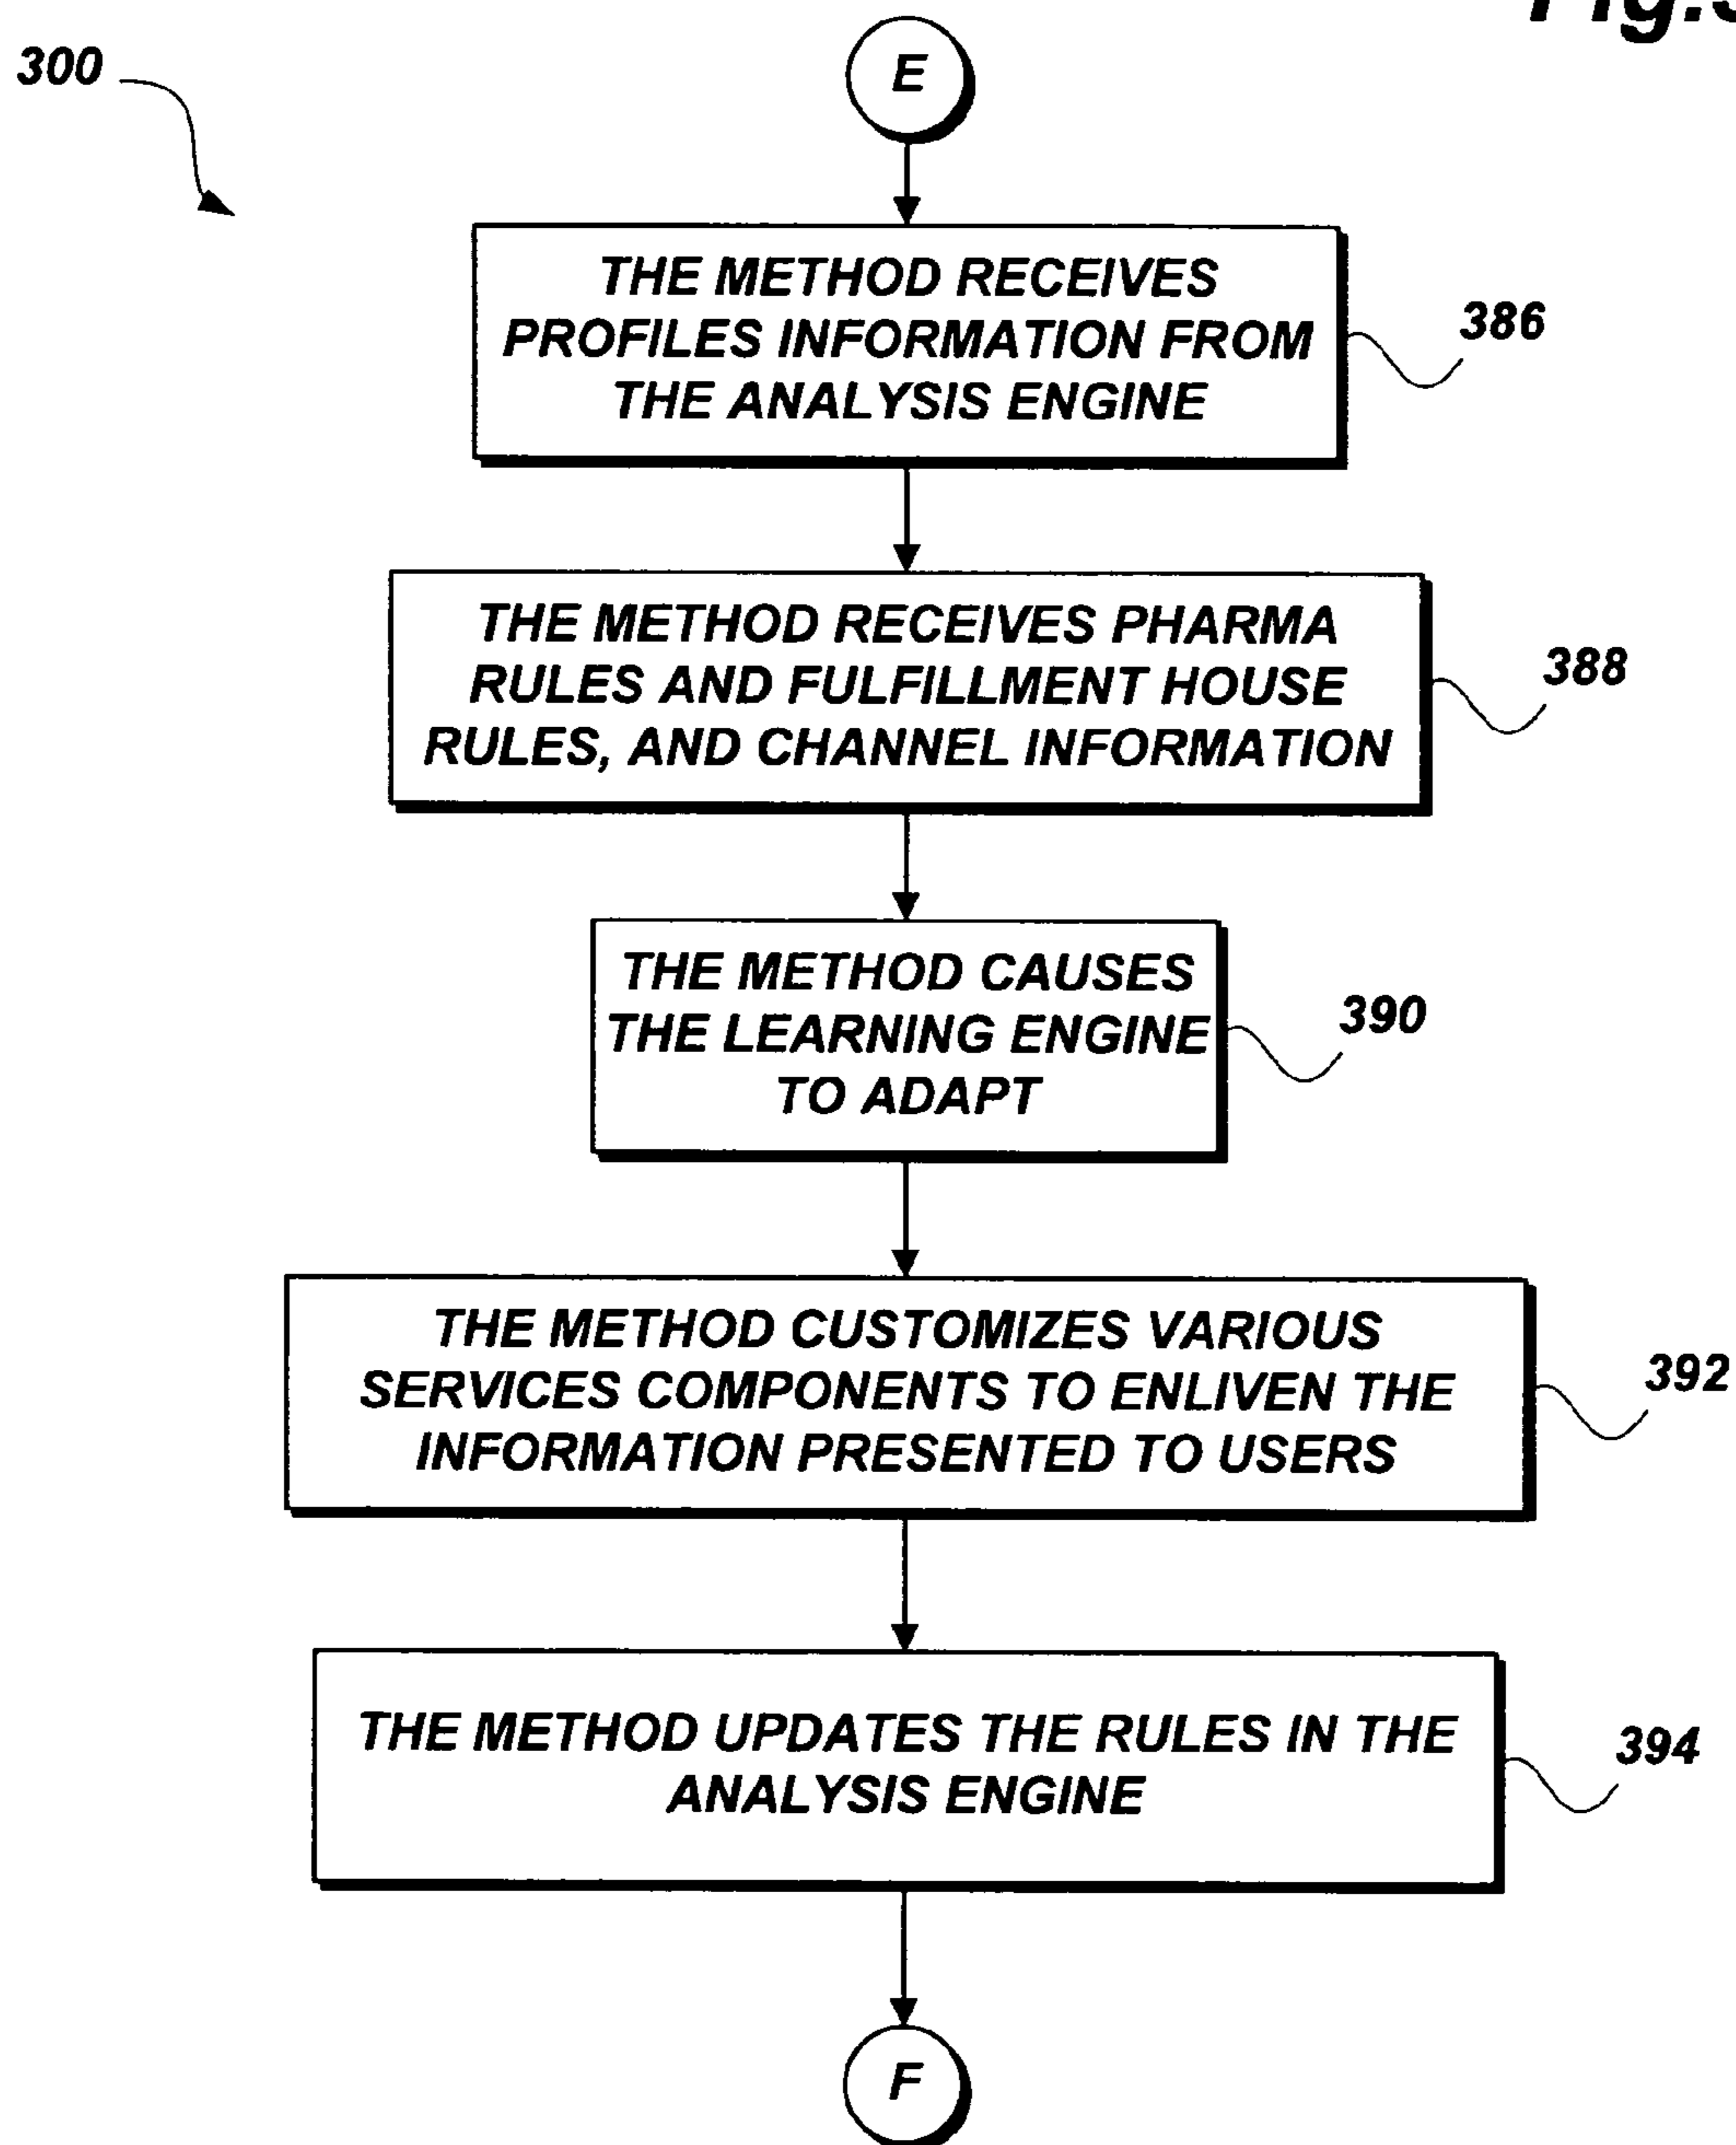 Fig.3
300
E
THE METHOD RECEIVES
PROFILES INFORMATION FROM
THE ANALYSIS ENGINE
386
THE METHOD RECEIVES PHARMA
RULES AND FULFILLMENT HOUSE
RULES, AND CHANNEL INFORMATION
388
THE METHOD CAUSES
THE LEARNING ENGINE
TO ADAPT
390
THE METHOD CUSTOMIZES VARIOUS
SERVICES COMPONENTS TO ENLIVEN THE
INFORMATION PRESENTED TO USERS
392
THE METHOD UPDATES THE RULES IN THE
ANALYSIS ENGINE
394
F